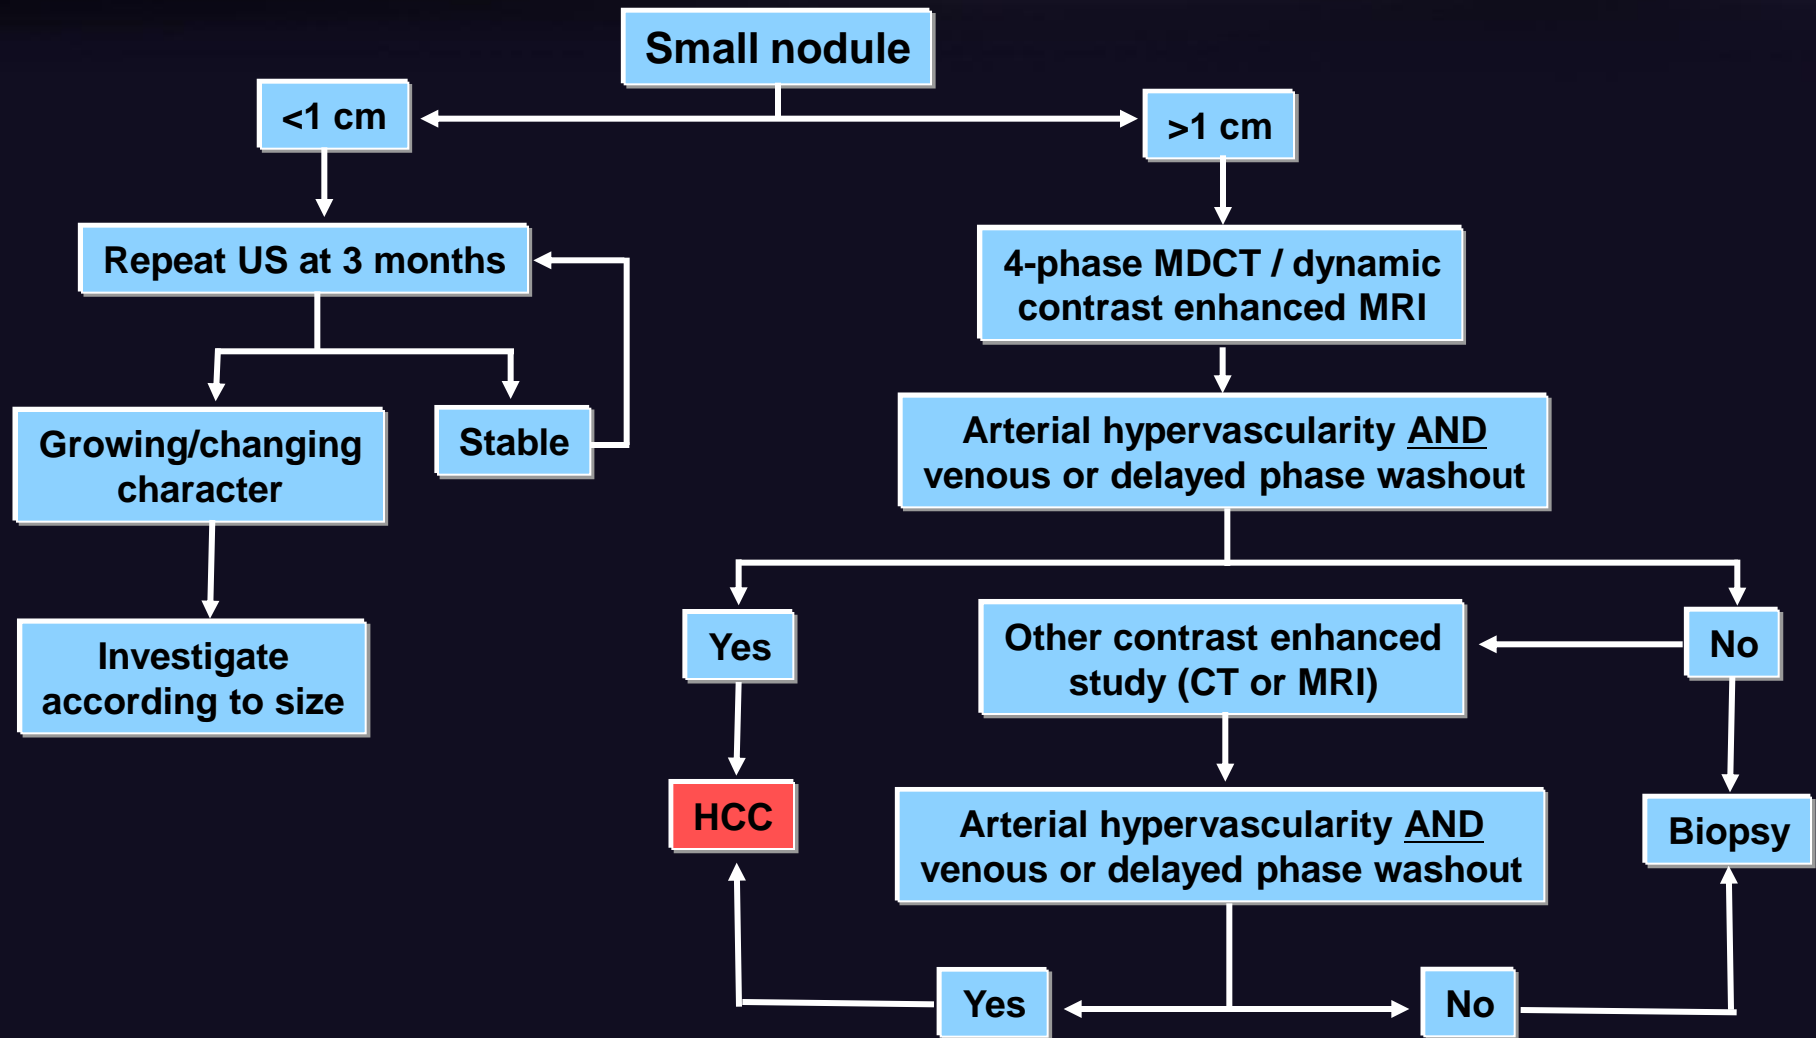 Small nodule
<1 cm
>1 cm
Repeat US at 3 months
4-phase MDCT / dynamic
contrast enhanced MRI
Growing/changing
character
Stable
Arterial hypervascularity AND
venous or delayed phase washout
Investigate
according to size
Yes
Other contrast enhanced
study (CT or MRI)
No
HCC
Arterial hypervascularity AND
venous or delayed phase washout
Biopsy
Yes
No